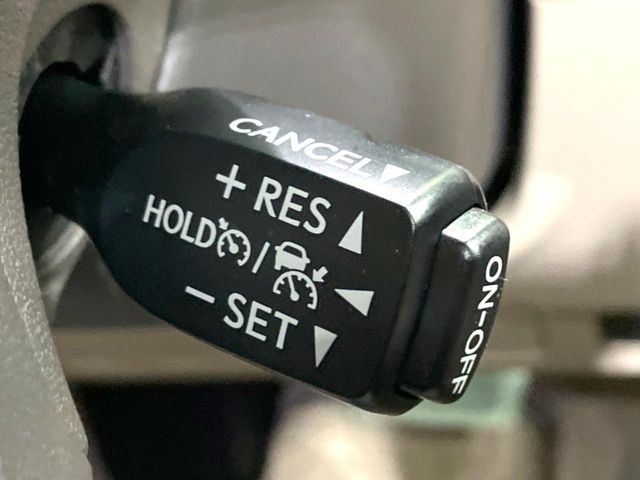 CANCEL▼
+ RES ▲
HOLD /
− SET ▼
ON-OFF